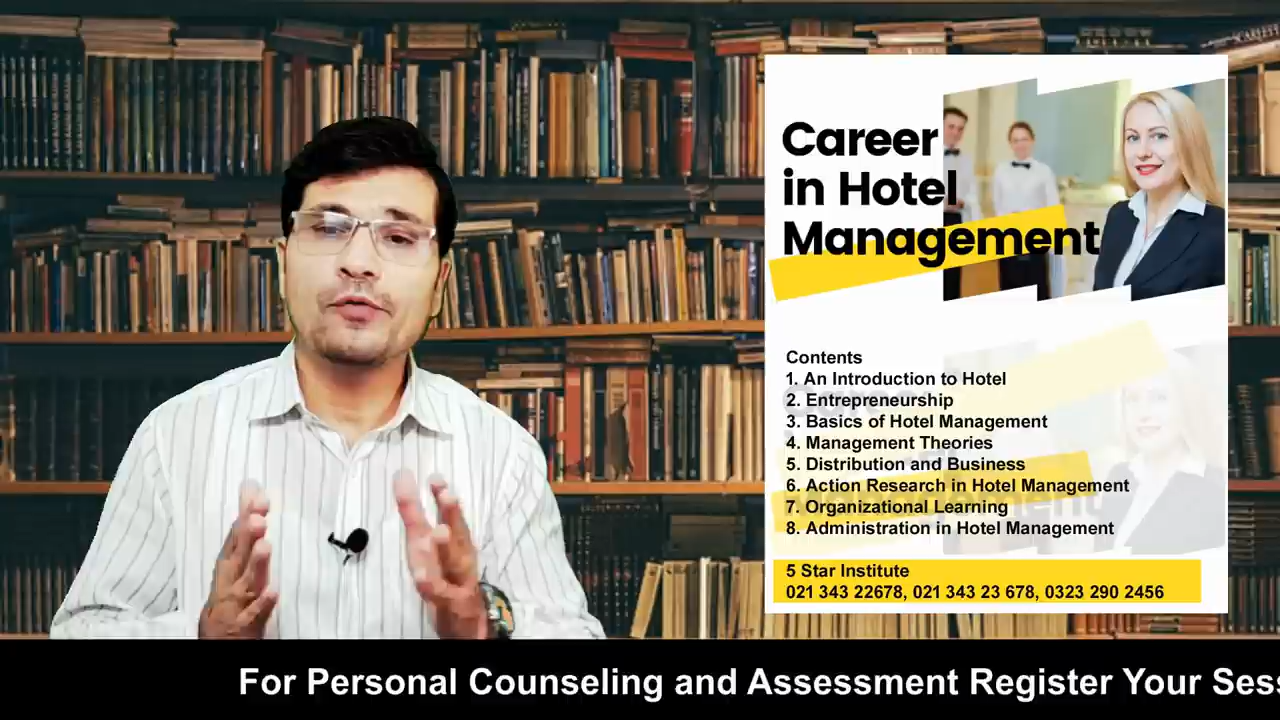 Career
in Hotel
Management
Contents
1. An Introduction to Hotel
2. Entrepreneurship
3. Basics of Hotel Management
4. Management Theories
5. Distribution and Business
6. Action Research in Hotel Management
7. Organizational Learning
8. Administration in Hotel Management
5 Star Institute
021 343 22678, 021 343 23 678, 0323 290 2456
For Personal Counseling and Assessment Register Your Sess